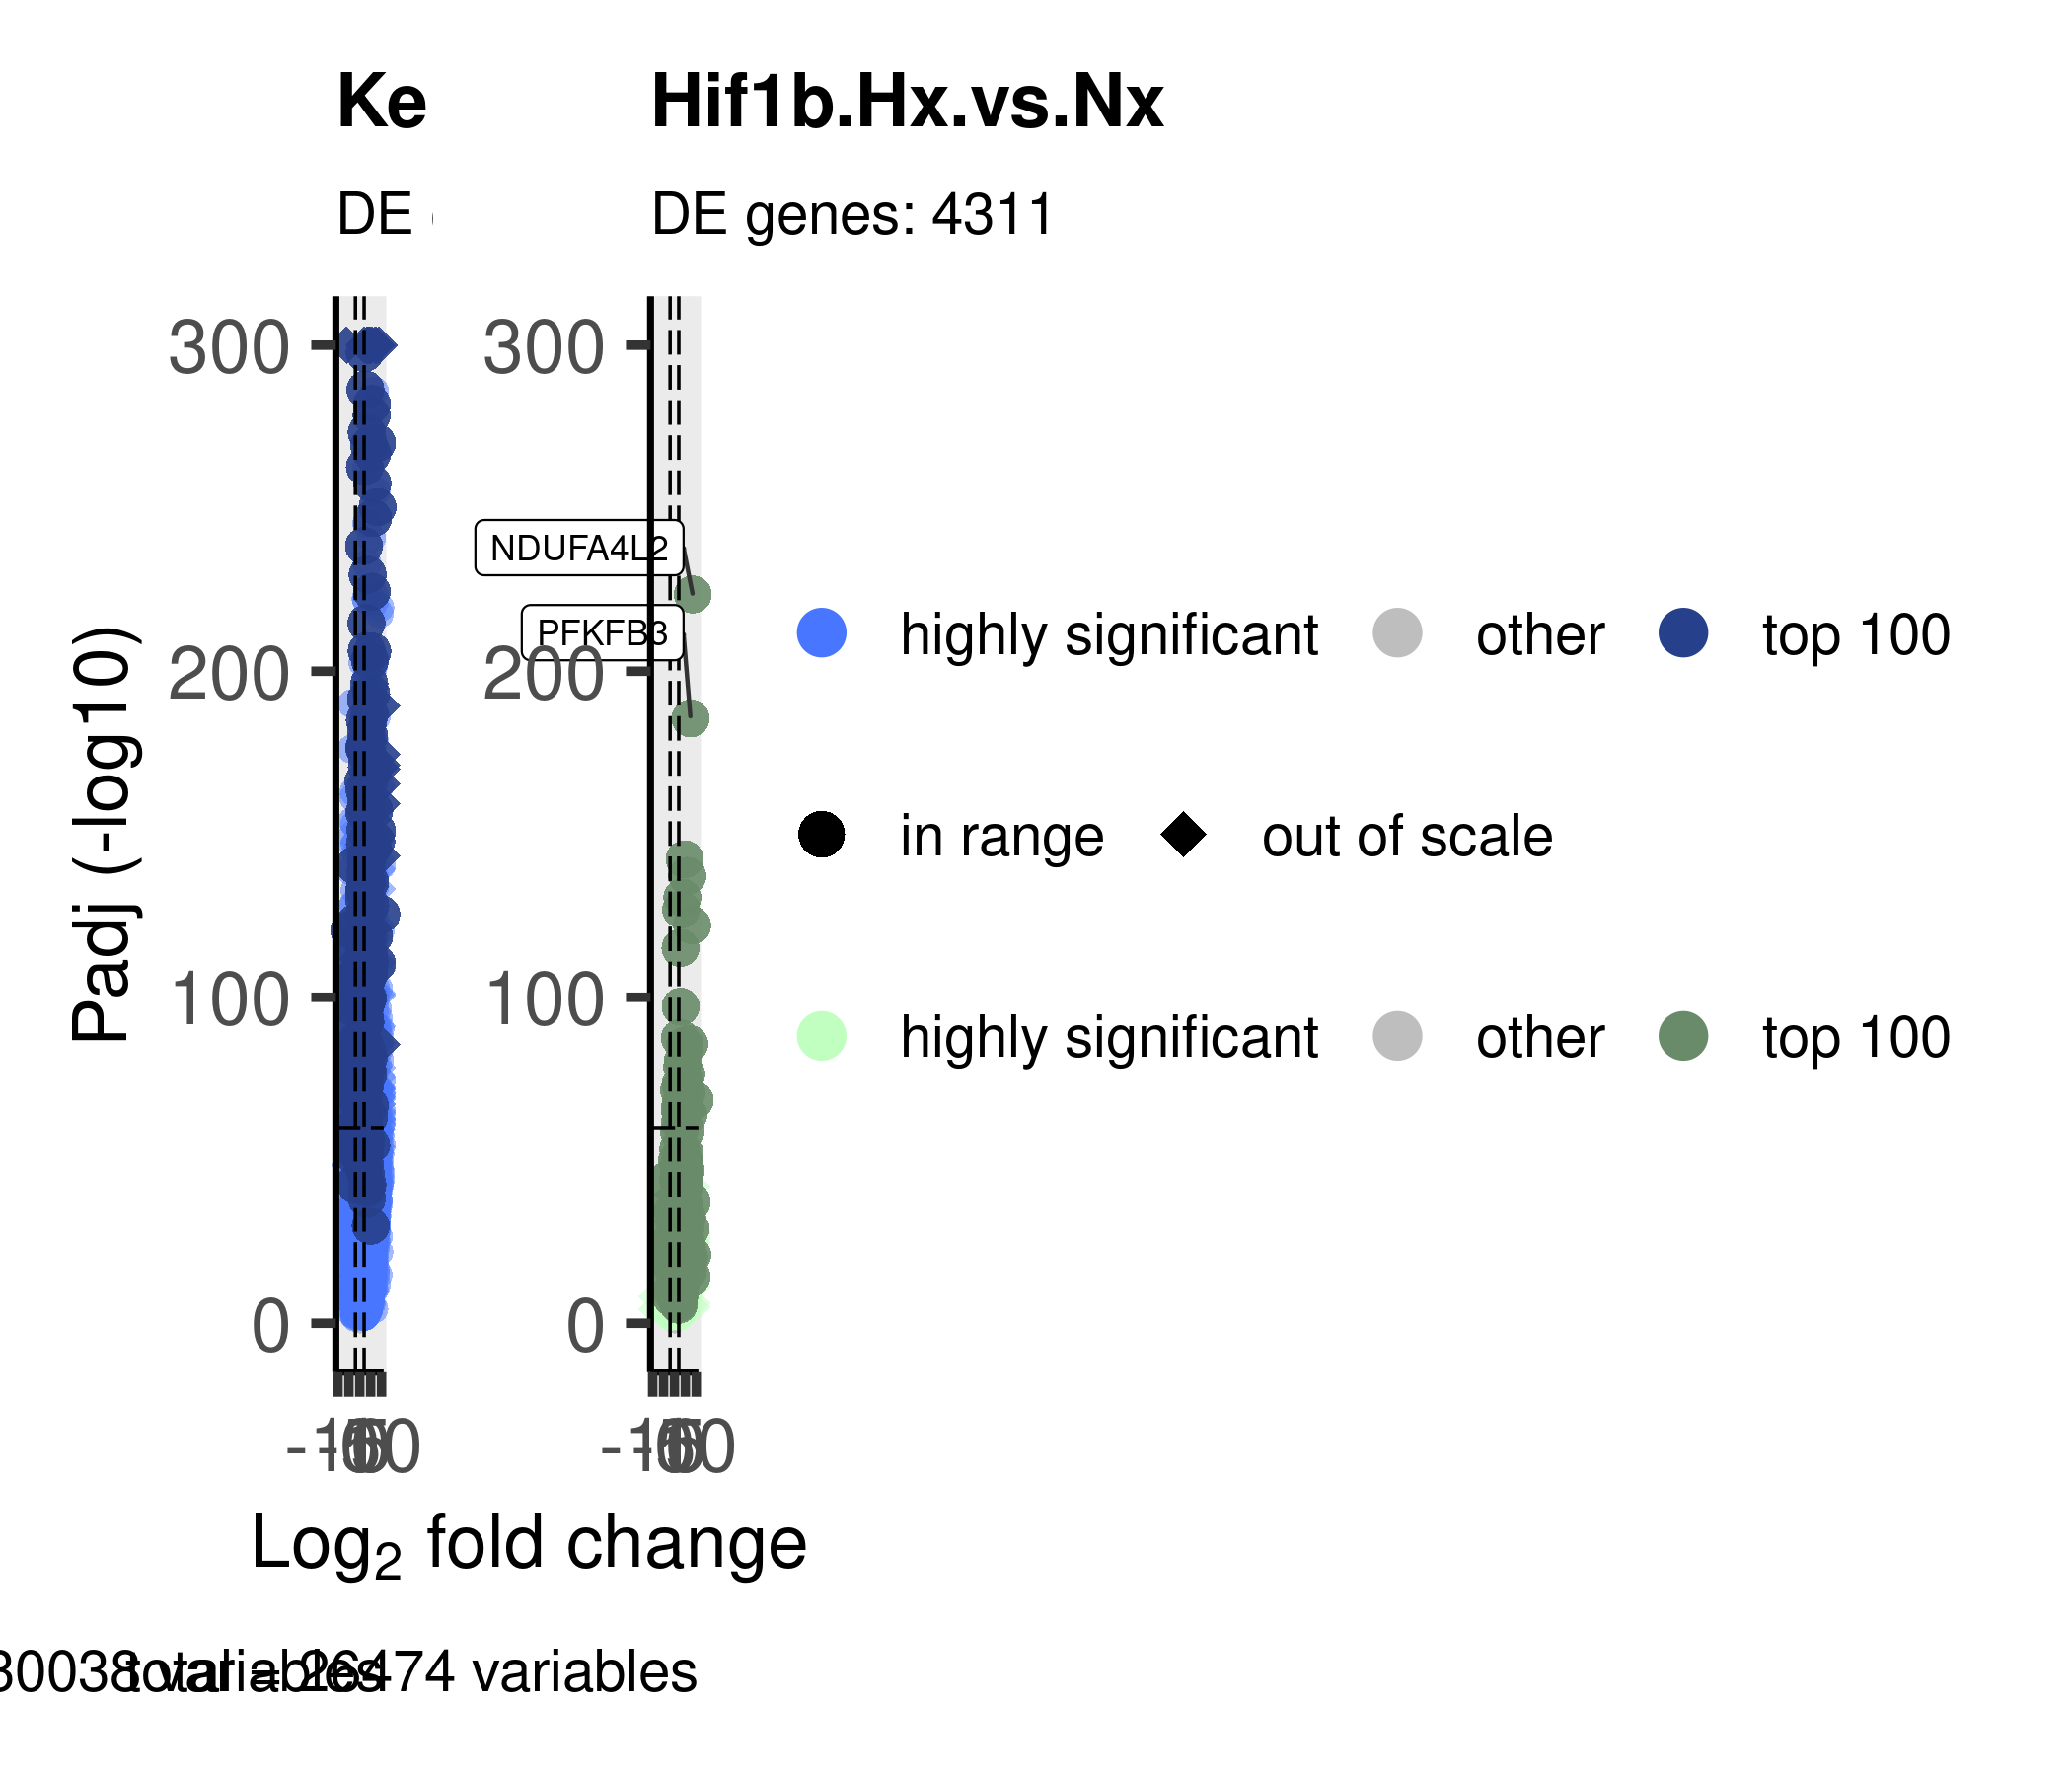 Ke
Hif1b.Hx.vs.Nx
DE
DE genes: 4311
300
200
100
0
300
200
100
0
NDUFA4L2
PFKFB3
Padj (-log10)
Log2 fold change
highly significant
other
top 100
in range
out of scale
highly significant
other
top 100
variables